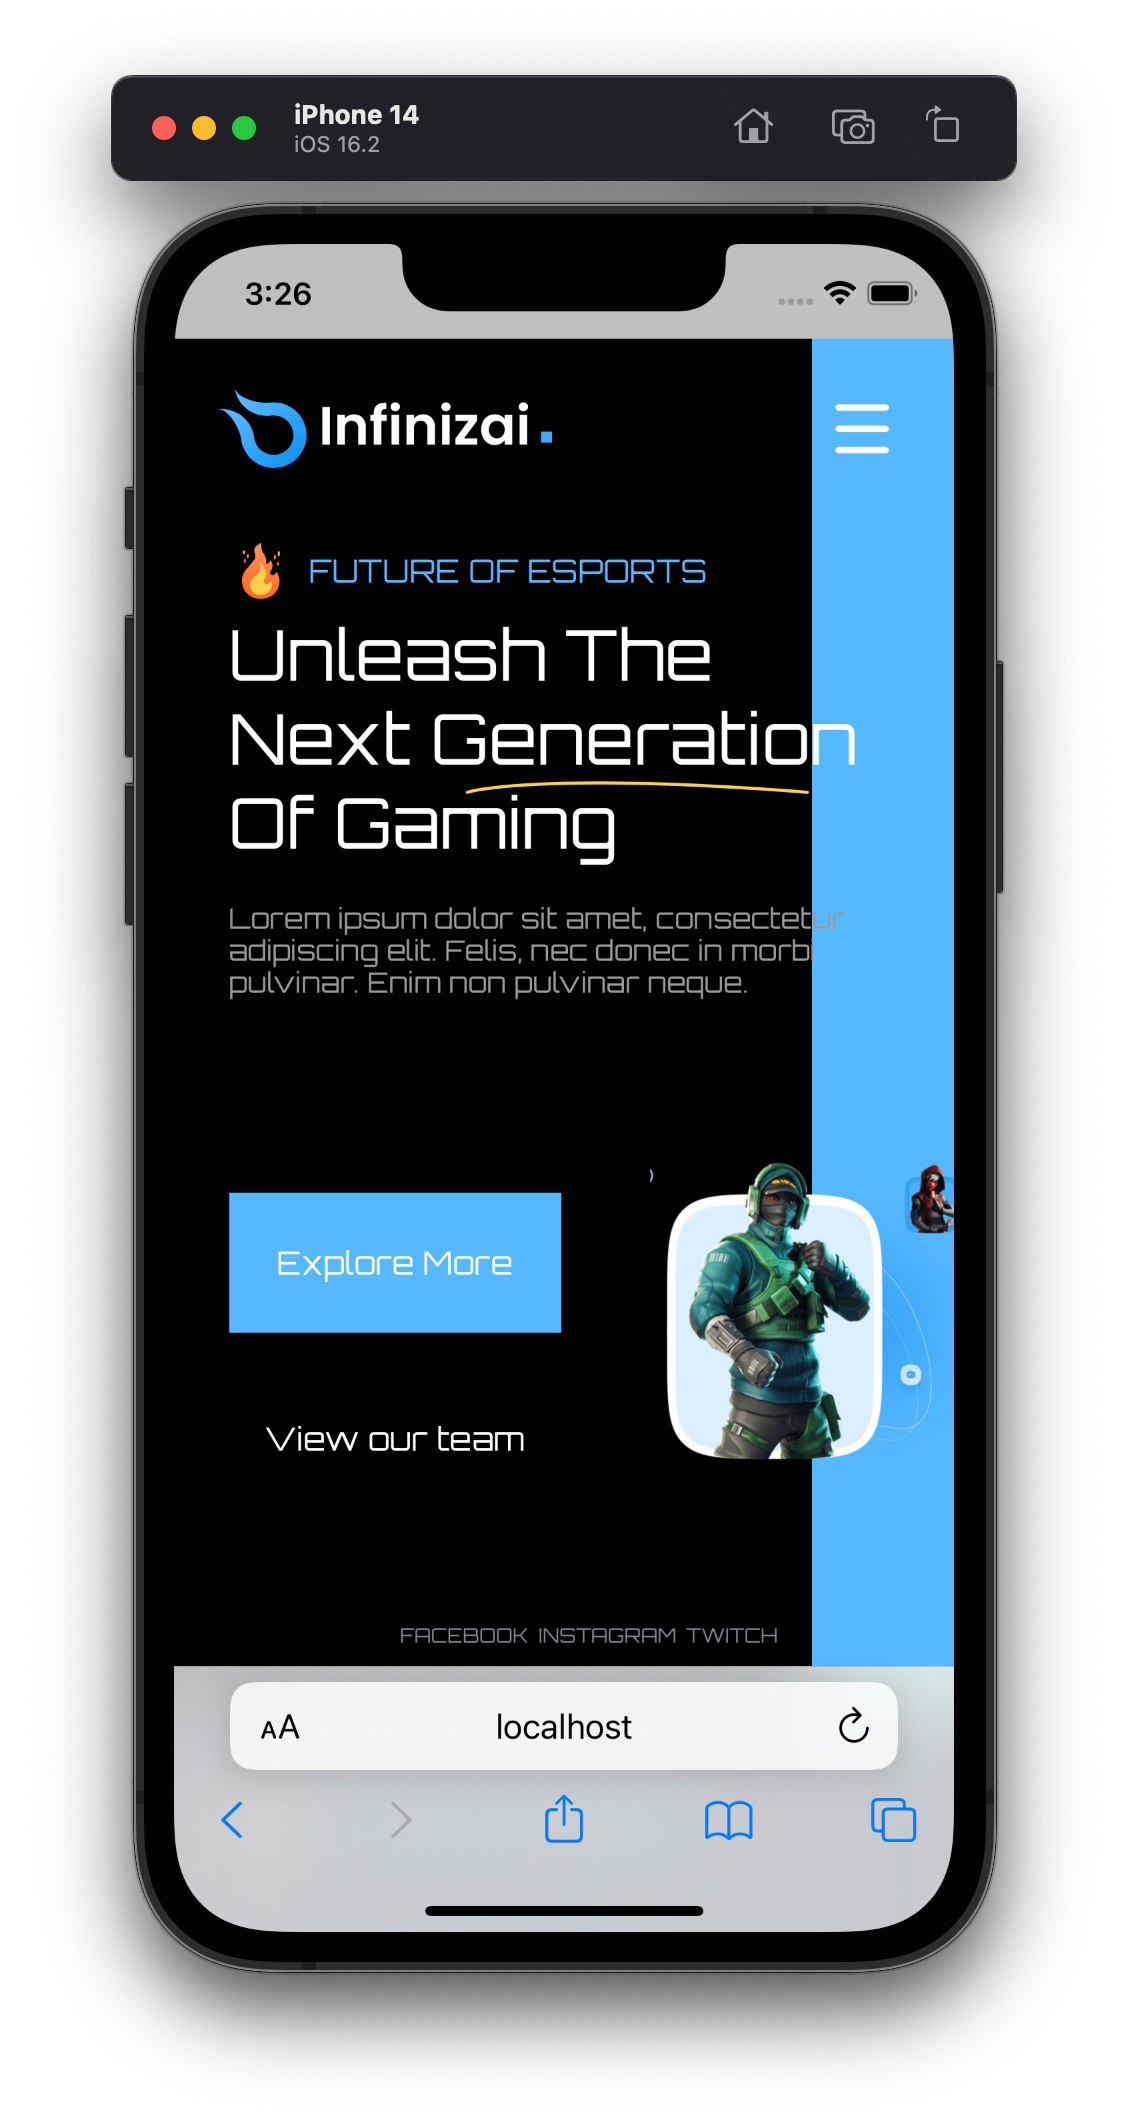 iPhone 14
iOS 16.2
3:26
Infinizai.
FUTURE OF ESPORTS
Unleash The
Next Generation
Of Gaming
Lorem ipsum dolor sit amet, consectetur
adipiscing elit. Felis, nec donec in morbi
pulvinar. Enim non pulvinar neque.
Explore More
View our team
FACEBOOK INSTAGRAM TWITCH
AA localhost